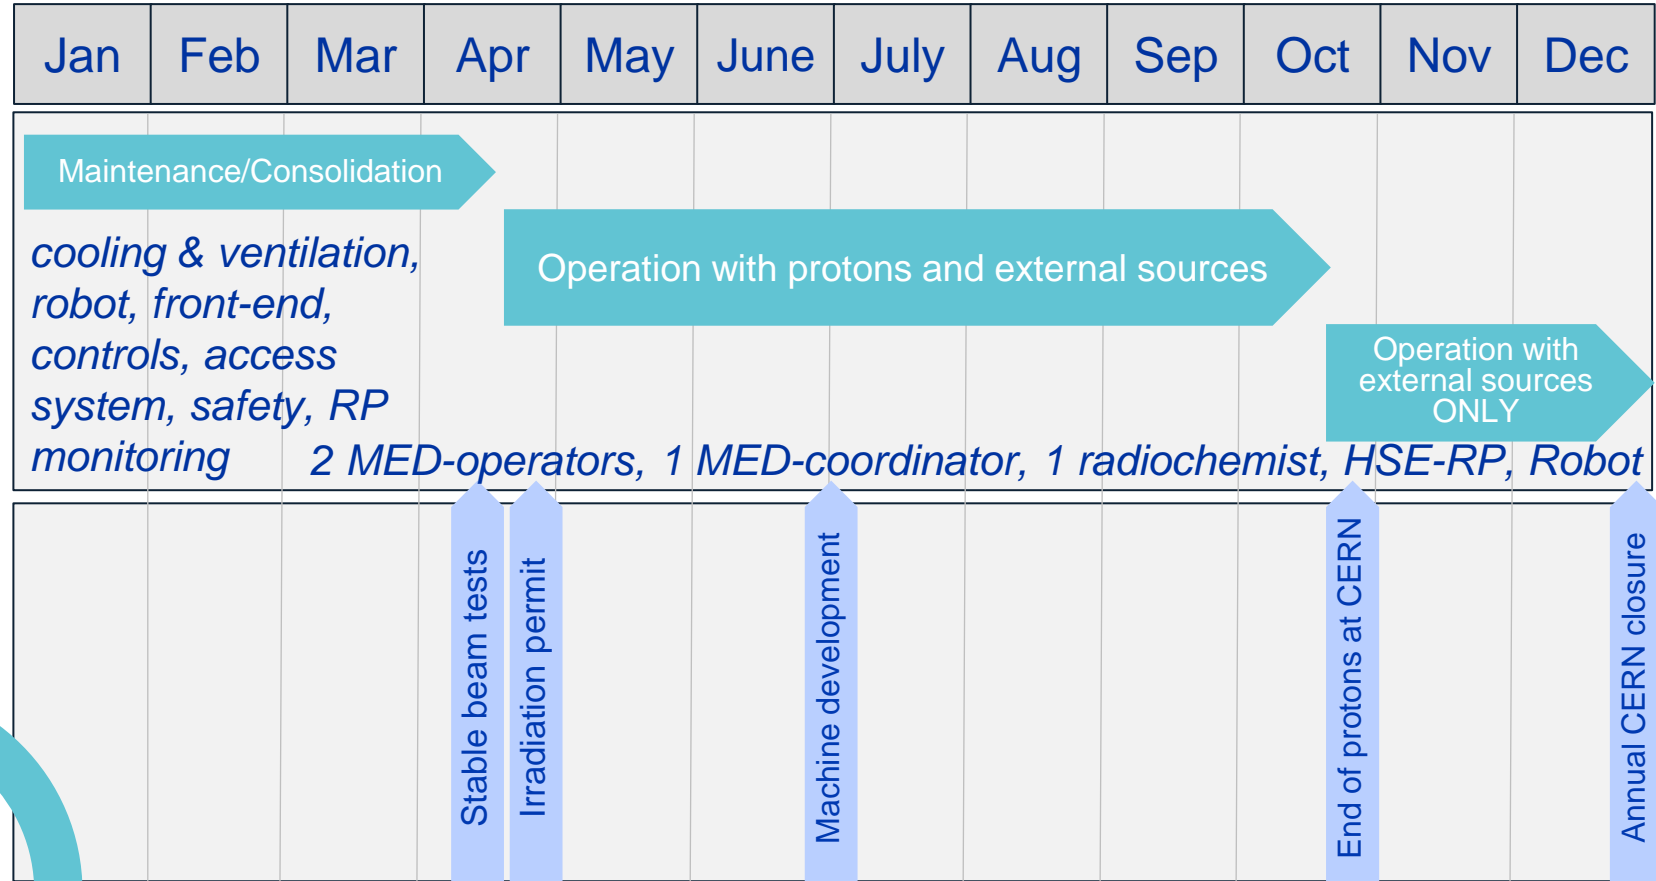 Jan Feb Mar Apr May June July Aug Sep Oct Nov Dec
Maintenance/Consolidation
cooling & ventilation,
robot, front-end,
controls, access
system, safety, RP
monitoring
Operation with protons and external sources
Operation with
external sources
ONLY
2 MED-operators, 1 MED-coordinator, 1 radiochemist, HSE-RP, Robot
Stable beam tests
Irradiation permit
Machine development
End of protons at CERN
Annual CERN closure